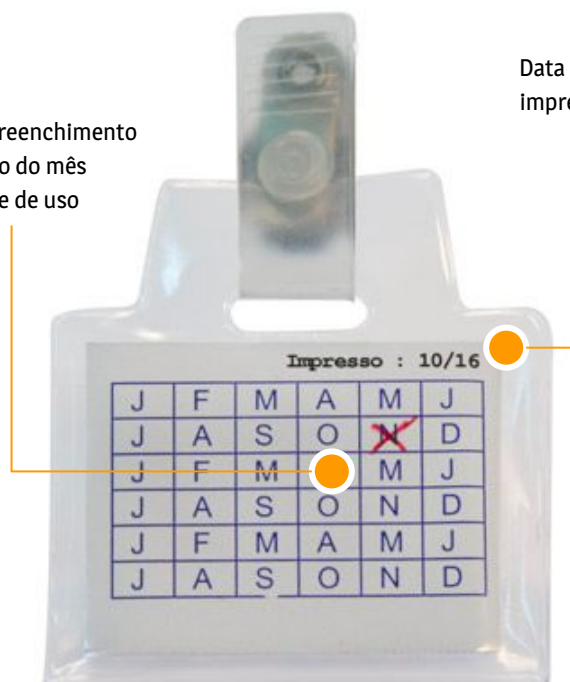 Data
impre
reenchimento
o do mês
e de uso
Impresso : 10/16
J F M A M J
J A S O N D
J F M M J
J A S O N D
J F M A M J
J A S O N D